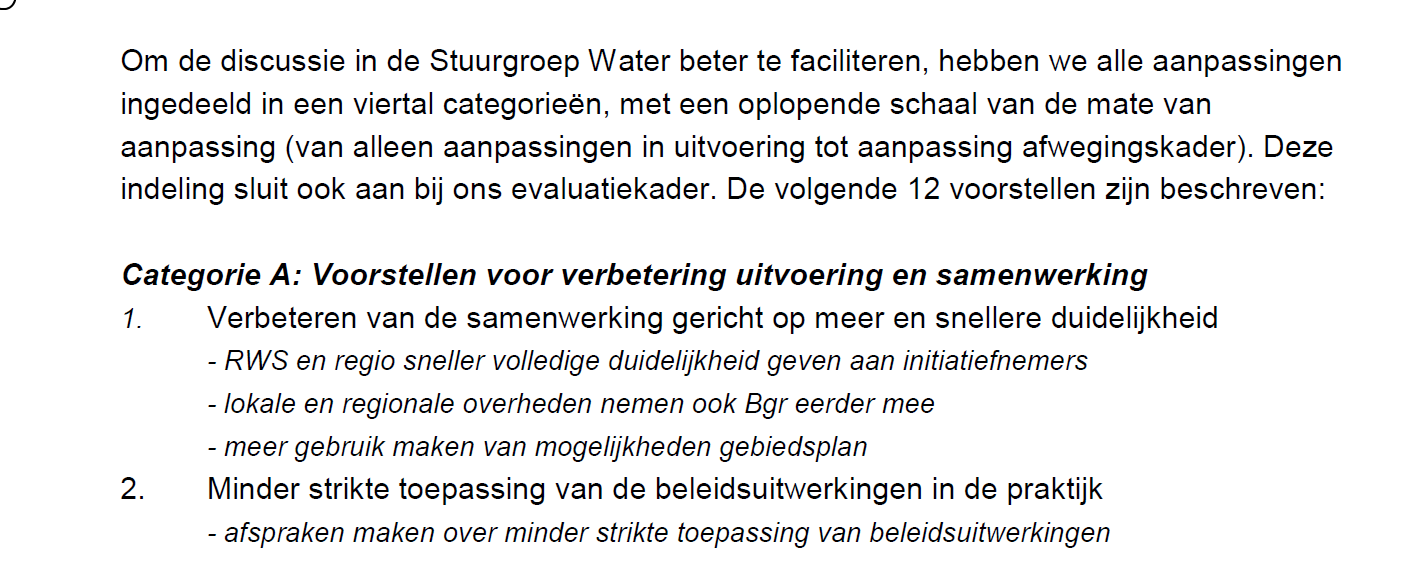 Om de discussie in de Stuurgroep Water beter te faciliteren, hebben we alle aanpassingen
ingedeeld in een viertal categorieën, met een oplopende schaal van de mate van
aanpassing (van alleen aanpassingen in uitvoering tot aanpassing afwegingskader). Deze
indeling sluit ook aan bij ons evaluatiekader. De volgende 12 voorstellen zijn beschreven:
Categorie A: Voorstellen voor verbetering uitvoering en samenwerking
1. Verbeteren van de samenwerking gericht op meer en snellere duidelijkheid
- RWS en regio sneller volledige duidelijkheid geven aan initiatiefnemers
- lokale en regionale overheden nemen ook Bgr eerder mee
- meer gebruik maken van mogelijkheden gebiedsplan
2. Minder strikte toepassing van de beleidsuitwerkingen in de praktijk
- afspraken maken over minder strikte toepassing van beleidsuitwerkingen